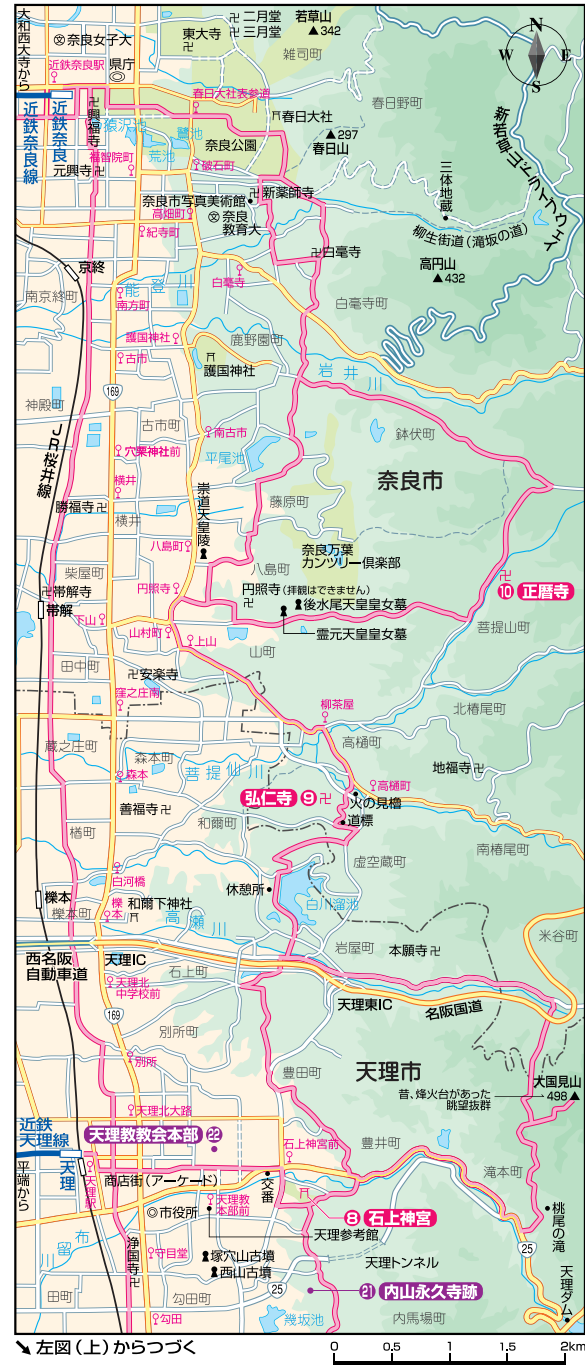 大和西大寺から
奈良女子大
近鉄奈良駅
県庁
東大寺
二月堂
三月堂
若草山
342
雑司町
N
W
E
S
近鉄奈良線
近鉄奈良
興福寺
猿沢池
春日大社表参道
鷺池
荒池
奈良公園
春日大社
297
春日山
春日野町
新若草山ドライブウェイ
福智院町
元興寺
破石町
新薬師寺
奈良市写真美術館
高畑町
奈良
教育大
紀寺町
三体地蔵
柳生街道(滝坂の道)
高円山
432
京終
白毫寺
白毫寺
白毫寺町
能登川
南京終町
南方町
護国神社
鹿野園町
古市
護国神社
岩井川
169
神殿町
古市町
南古市
鉢伏町
JR桜井線
穴栗神社前
平尾池
奈良市
横井
勝福寺
横井
崇道天皇陵
藤原町
八島町
奈良万葉
カンツリー倶楽部
柴屋町
八島町
円照寺
円照寺(拝観はできません)
後水尾天皇皇女墓
霊元天皇皇女墓
10 正暦寺
菩提山町
帯解寺
帯解
下山
山村町
上山
山町
田中町
安楽寺
窪之庄南
柳茶屋
北椿尾町
蔵之庄町
高樋町
森本町
森本
菩提仙川
地福寺
高樋町
弘仁寺 9
火の見櫓
善福寺
和爾町
道標
楢町
南椿尾町
虚空蔵町
白河橋
休憩所
白川溜池
櫟本
櫟本町
櫟本
和爾下神社
高瀬川
米谷町
岩屋町
本願寺
西名阪
自動車道
天理IC
石上町
天理東IC
名阪国道
天理北
中学校前
169
別所町
別所
豊田町
天理市
犬国見山
498
昔、烽火台があった
眺望抜群
天理北大路
近鉄
天理線
天理教教会本部 22
石上神宮前
豊井町
天理
平端から
天理駅
商店街(アーケード)
交番
滝本町
市役所
天理教
本部前
8 石上神宮
天理参考館
桃尾の滝
25
布留川
浄国寺
守目堂
塚穴山古墳
西山古墳
天理トンネル
天理ダム
田町
勾田町
25
21 内山永久寺跡
勾田
幾坂池
内馬場町
左図(上)からつづく
0 0.5 1 1.5 2km